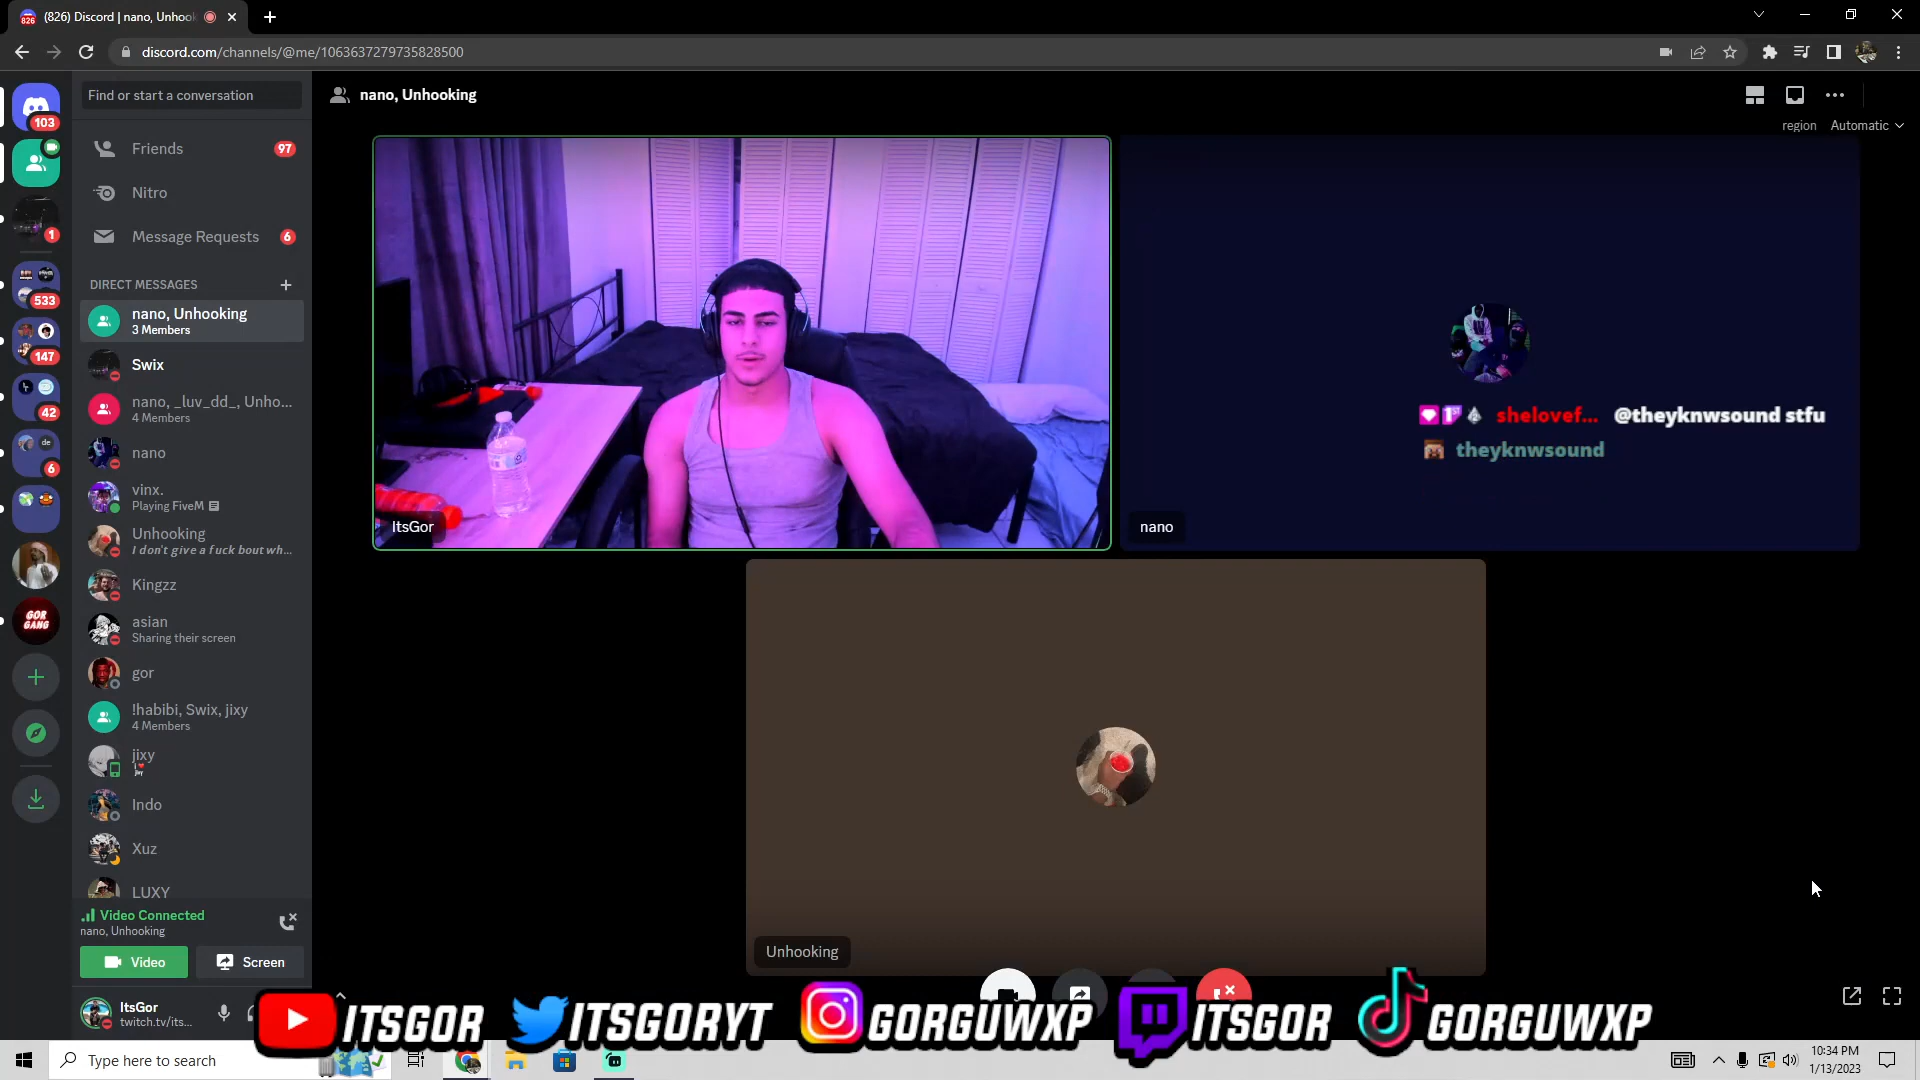 826
(826) Discord | nano, Unhook
discord.com/channels/@me/1063637279735828500
103
1
533
147
42
6
GOR
GANG
Find or start a conversation
Friends
97
Nitro
Message Requests
6
DIRECT MESSAGES
nano, Unhooking
3 Members
Swix
nano, _luv_dd_, Unho...
4 Members
nano
vinx.
Playing FiveM
Unhooking
I don't give a fuck bout wh...
Kingzz
asian
Sharing their screen
gor
!habibi, Swix, jixy
4 Members
jixy
Indo
Xuz
LUXY
Video Connected
nano, Unhooking
Video
Screen
ItsGor
twitch.tv/its...
nano, Unhooking
region
Automatic
ItsGor
shelovef... @theyknwsound stfu
theyknwsound
nano
Unhooking
ITSGOR
ITSGORYT
GORGUWXP
ITSGOR
GORGUWXP
Type here to search
10:34 PM
1/13/2023